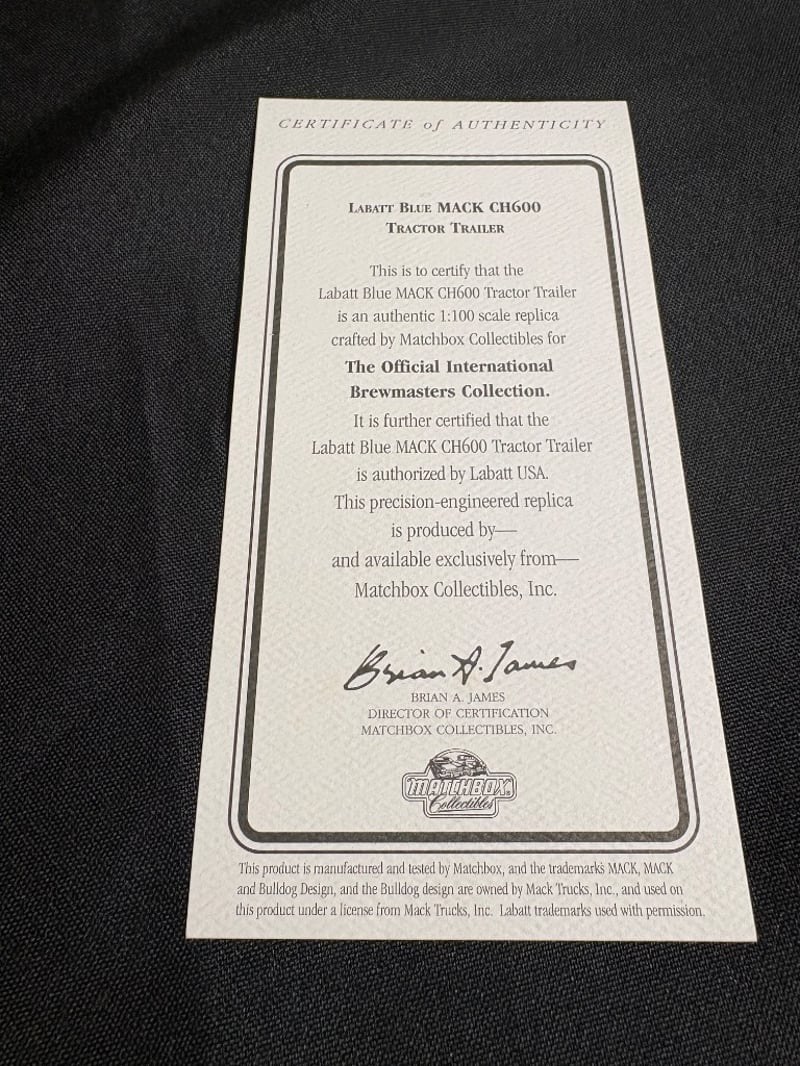 CERTIFICATE of AUTHENTICITY
LABATT BLUE MACK CH600
TRACTOR TRAILER
This is to certify that the
Labatt Blue MACK CH600 Tractor Trailer
is an authentic 1:100 scale replica
crafted by Matchbox Collectibles for
The Official International
Brewmasters Collection.
It is further certified that the
Labatt Blue MACK CH600 Tractor Trailer
is authorized by Labatt USA.
This precision-engineered replica
is produced by—
and available exclusively from—
Matchbox Collectibles, Inc.
Brian A. James
BRIAN A. JAMES
DIRECTOR OF CERTIFICATION
MATCHBOX COLLECTIBLES, INC.
MATCHBOX®
Collectibles
This product is manufactured and tested by Matchbox, and the trademarks MACK, MACK
and Bulldog Design, and the Bulldog design are owned by Mack Trucks, Inc., and used on
this product under a license from Mack Trucks, Inc. Labatt trademarks used with permission.